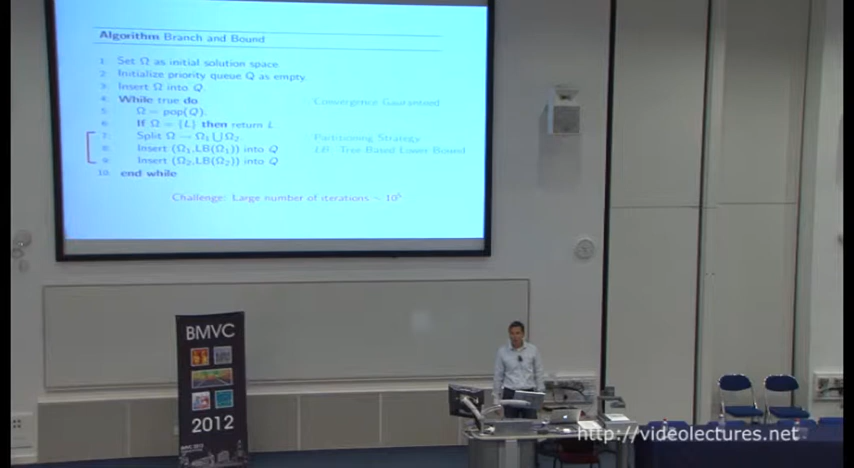 Algorithm Branch and Bound
1: Set Ω as initial solution space.
2: Initialize priority queue Q as empty.
3: Insert Ω into Q.
4: While true do Convergence Gauranteed
5: Ω = pop(Q).
6: If Ω = {L} then return L
7: Split Ω → Ω₁ ⋃ Ω₂. Partitioning Strategy
8: Insert (Ω₁,LB(Ω₁)) into Q LB: Tree Based Lower Bound
9: Insert (Ω₂,LB(Ω₂)) into Q
10: end while
Challenge: Large number of iterations ~ 10⁵
BMVC
2012
http://videolectures.net